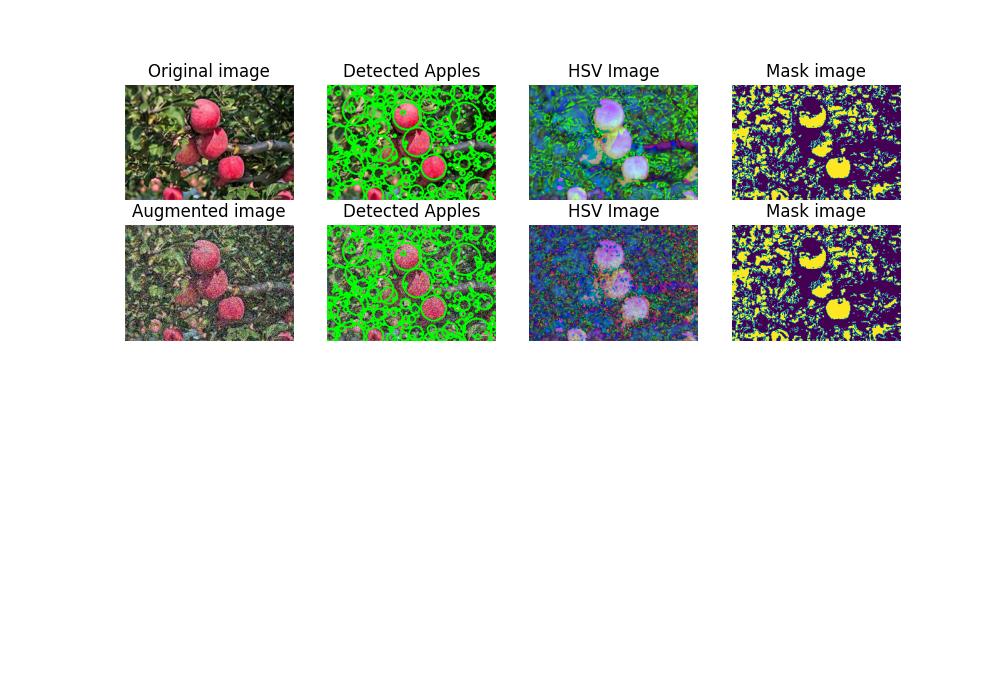 Original image
Detected Apples
HSV Image
Mask image
Augmented image
Detected Apples
HSV Image
Mask image